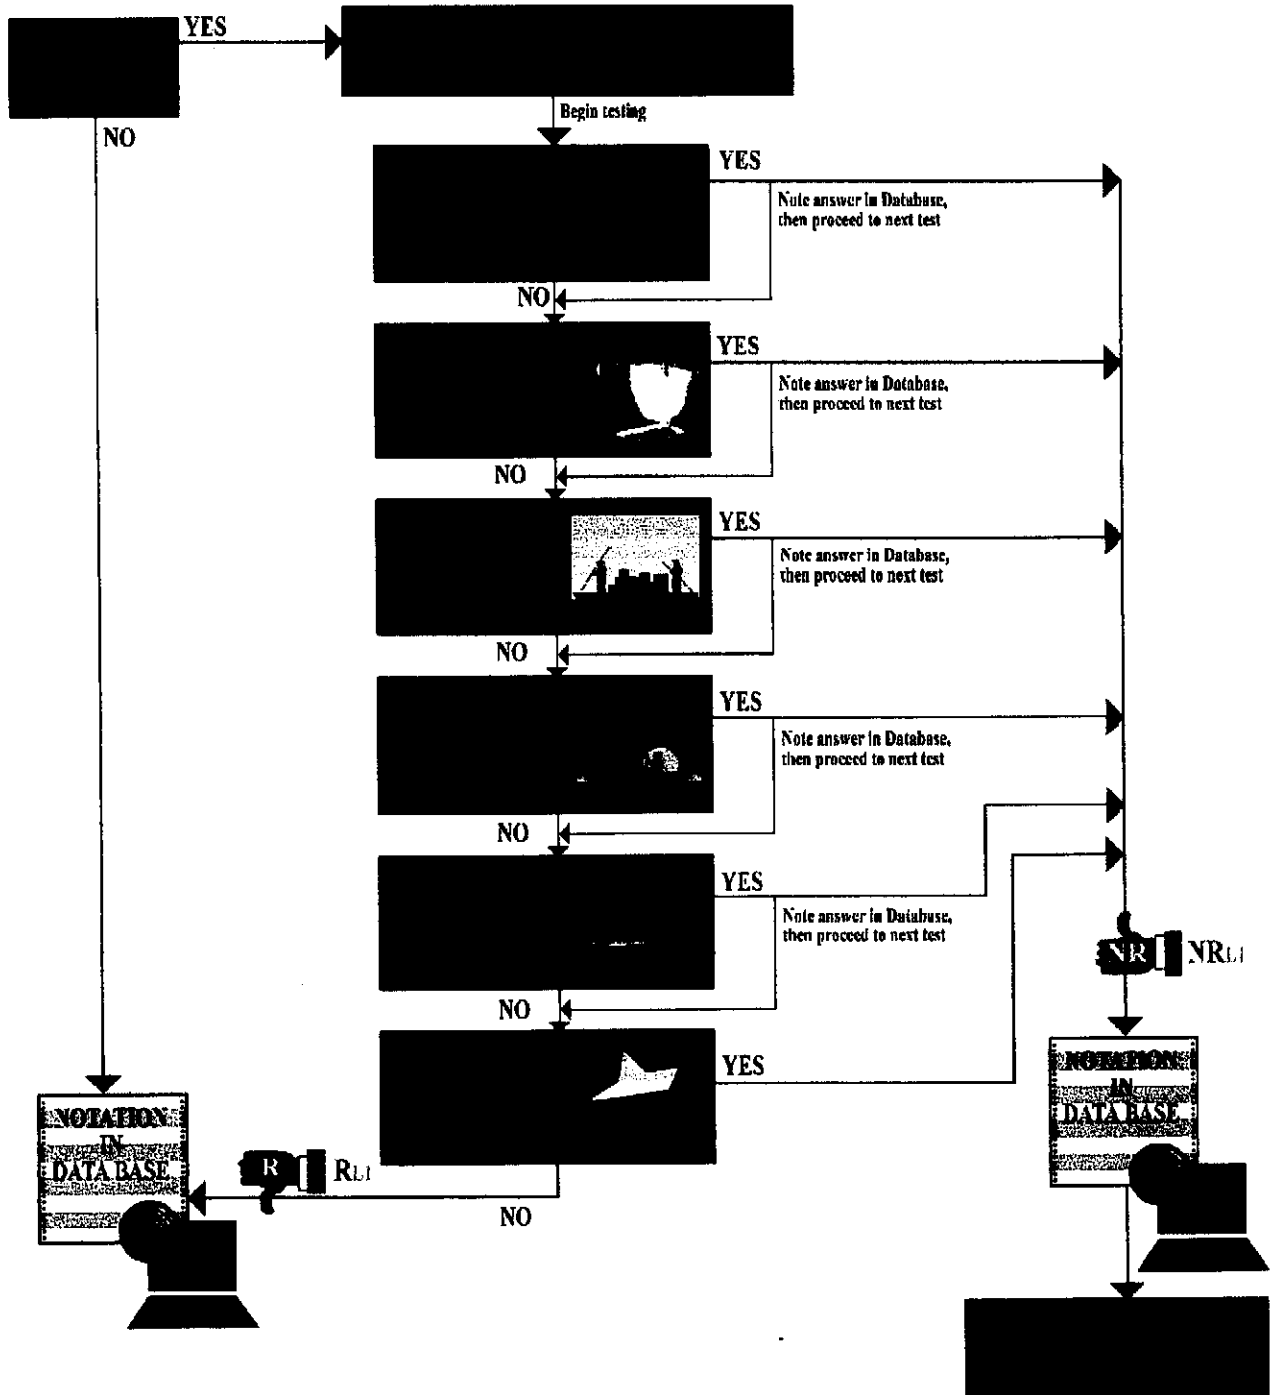 YES
Begin testing
NO
YES
Note answer in Database,
then proceed to next test
NO
YES
Note answer in Database,
then proceed to next test
NO
YES
Note answer in Database,
then proceed to next test
NO
YES
Note answer in Database,
then proceed to next test
NO
YES
Note answer in Database,
then proceed to next test
NR NRLI
NO
YES
NOTATION
IN
DATA BASE
NOTATION
IN
DATA BASE
R RLI
NO